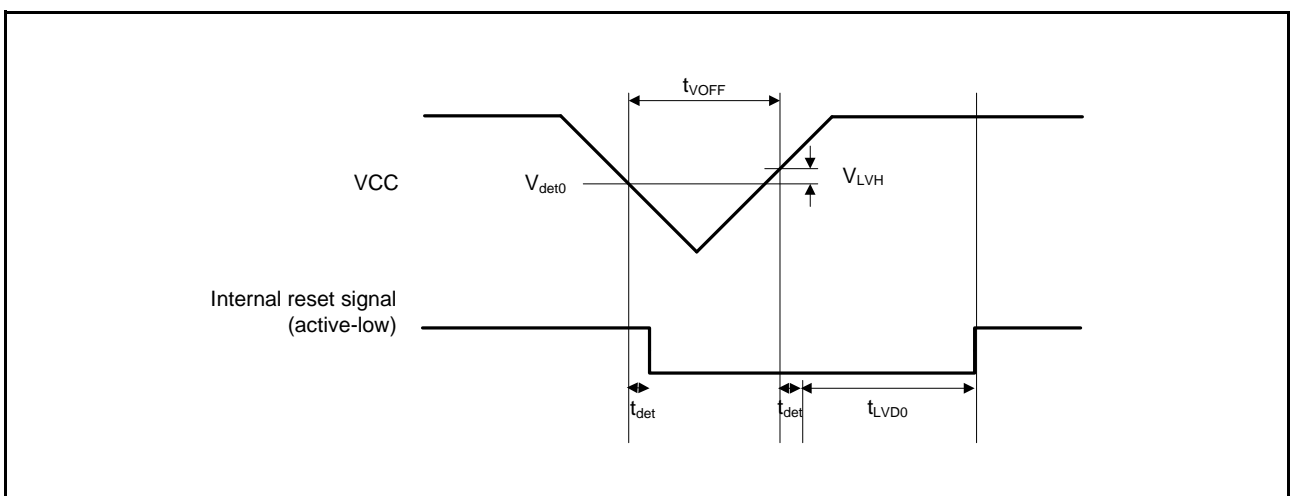 tVOFF
VCC
Vdet0
VLVH
Internal reset signal
(active-low)
tdet
tdet
tLVD0